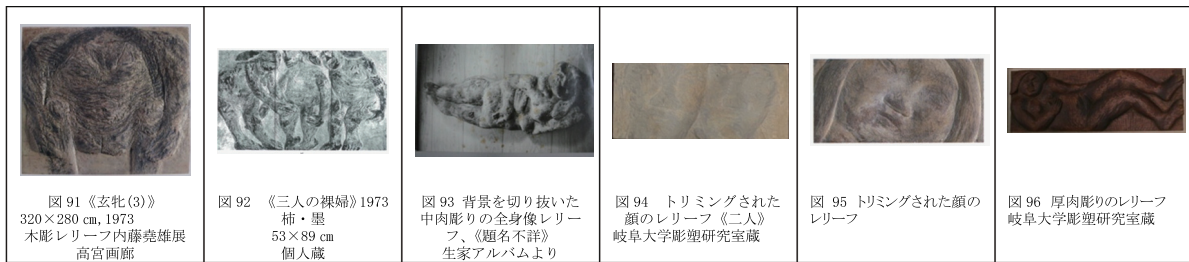 図 91《玄牝(3)》
320×280 ㎝, 1973
木彫レリーフ内藤堯雄展
高宮画廊
図 92　《三人の裸婦》1973
柿・墨
53×89 ㎝
個人蔵
図 93 背景を切り抜いた
中肉彫りの全身像レリー
フ、《題名不詳》
生家アルバムより
図 94　トリミングされた
顔のレリーフ《二人》
岐阜大学彫塑研究室蔵
図 95 トリミングされた顔の
レリーフ
図 96 厚肉彫りのレリーフ
岐阜大学彫塑研究室蔵